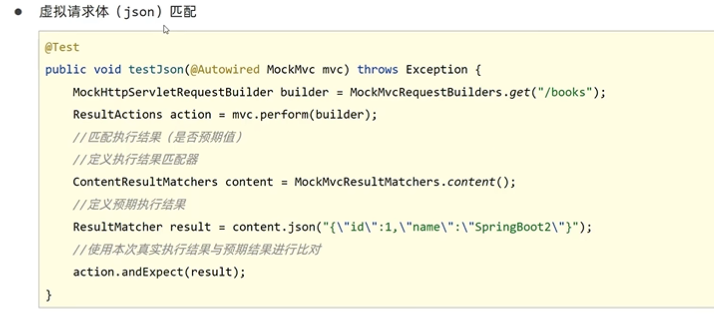 ● 虚拟请求体（json）匹配
@Test
public void testJson(@Autowired MockMvc mvc) throws Exception {
    MockHttpServletRequestBuilder builder = MockMvcRequestBuilders.get("/books");
    ResultActions action = mvc.perform(builder);
    //匹配执行结果（是否预期值）
    //定义执行结果匹配器
    ContentResultMatchers content = MockMvcResultMatchers.content();
    //定义预期执行结果
    ResultMatcher result = content.json("{\"id\":1,\"name\":\"SpringBoot2\"}");
    //使用本次真实执行结果与预期结果进行比对
    action.andExpect(result);
}